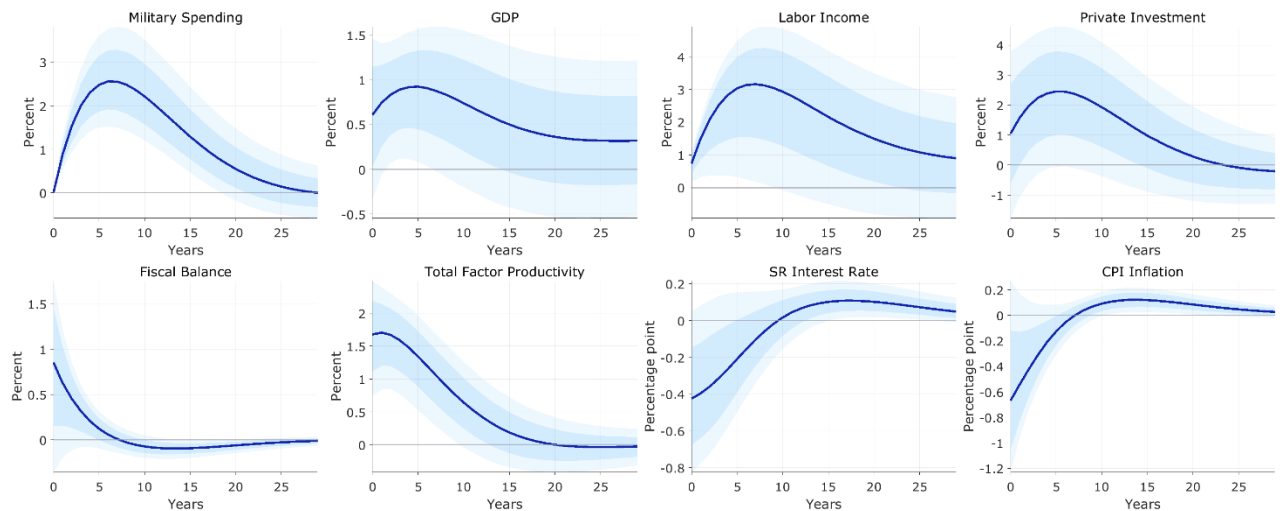 Military Spending
GDP
Labor Income
Private Investment
3
2
1
0
Percent
0 5 10 15 20 25
Years
1.5
1
0.5
0
-0.5
Percent
0 5 10 15 20 25
Years
4
3
2
1
0
Percent
0 5 10 15 20 25
Years
4
3
2
1
0
-1
Percent
0 5 10 15 20 25
Years
Fiscal Balance
Total Factor Productivity
SR Interest Rate
CPI Inflation
1.5
1
0.5
0
Percent
0 5 10 15 20 25
Years
2
1.5
1
0.5
0
Percent
0 5 10 15 20 25
Years
0.2
0
-0.2
-0.4
-0.6
-0.8
Percentage point
0 5 10 15 20 25
Years
0.2
0
-0.2
-0.4
-0.6
-0.8
-1
-1.2
Percentage point
0 5 10 15 20 25
Years